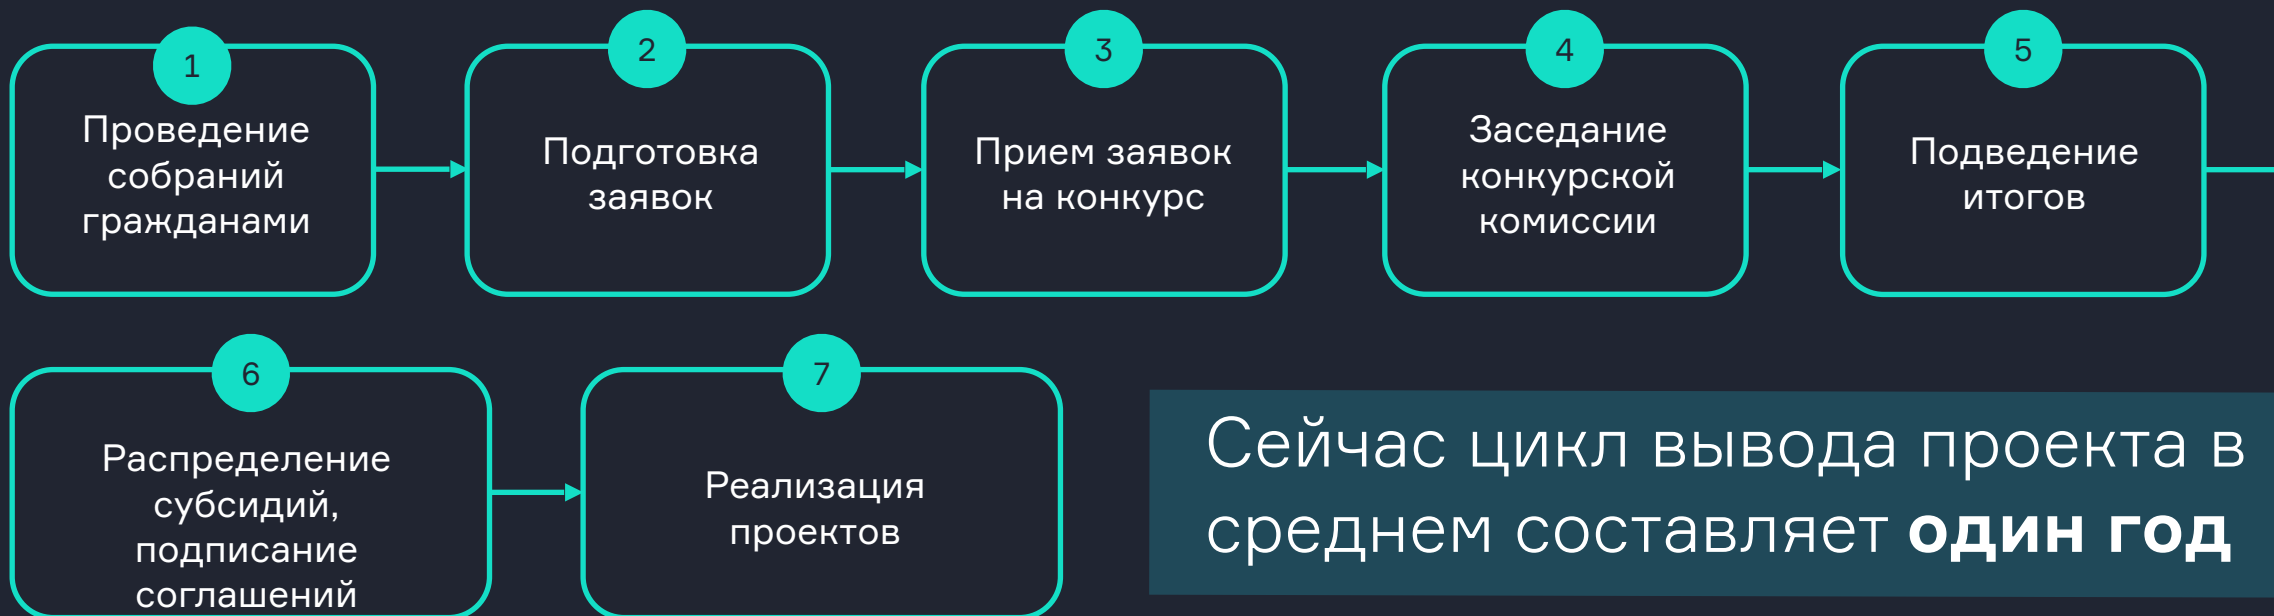 1
Проведение
собраний
гражданами
2
Подготовка
заявок
3
Прием заявок
на конкурс
4
Заседание
конкурской
комиссии
5
Подведение
итогов
6
Распределение
субсидий,
подписание
соглашений
7
Реализация
проектов
Сейчас цикл вывода проекта в
среднем составляет один год